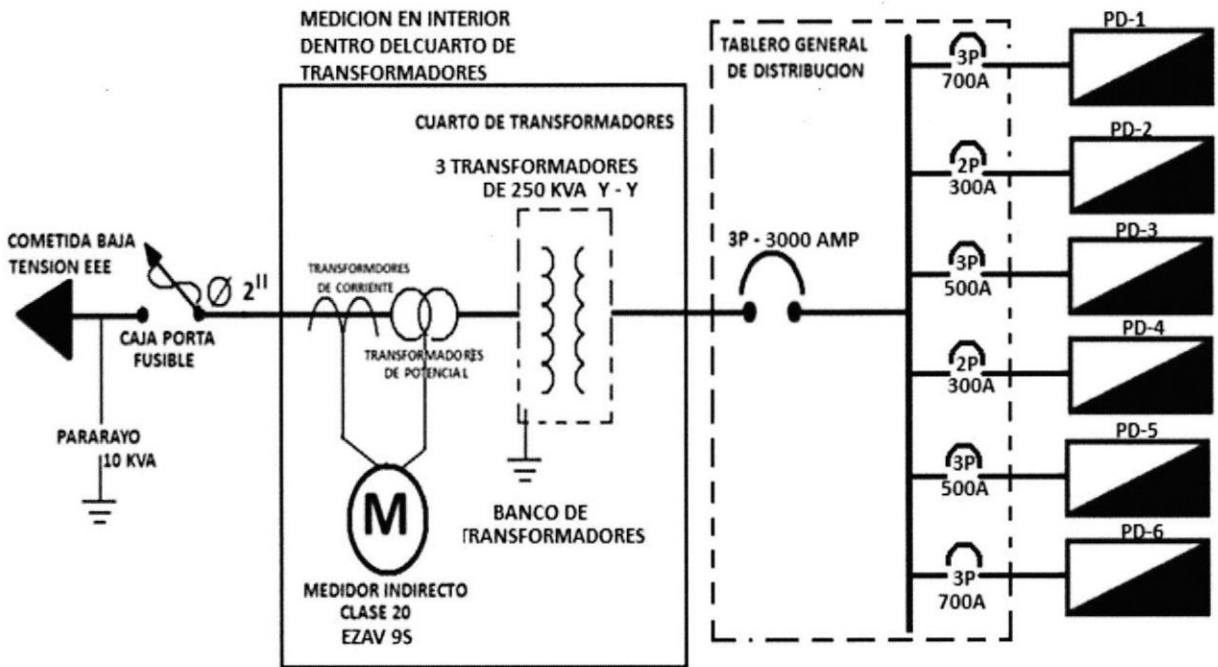 MEDICION EN INTERIOR
DENTRO DELCUARTO DE
TRANSFORMADORES
CUARTO DE TRANSFORMADORES
3 TRANSFORMADORES
DE 250 KVA Y - Y
COMETIDA BAJA
TENSION EEE
Ø 2"
CAJA PORTA
FUSIBLE
PARARAYO
10 KVA
TRANSFORMDORES
DE CORRIENTE
TRANSFORMADORES
DE POTENCIAL
M
MEDIDOR INDIRECTO
CLASE 20
EZAV 9S
BANCO DE
TRANSFORMADORES
TABLERO GENERAL
DE DISTRIBUCION
3P - 3000 AMP
3P
700A
PD-1
2P
300A
PD-2
3P
500A
PD-3
2P
300A
PD-4
3P
500A
PD-5
3P
700A
PD-6